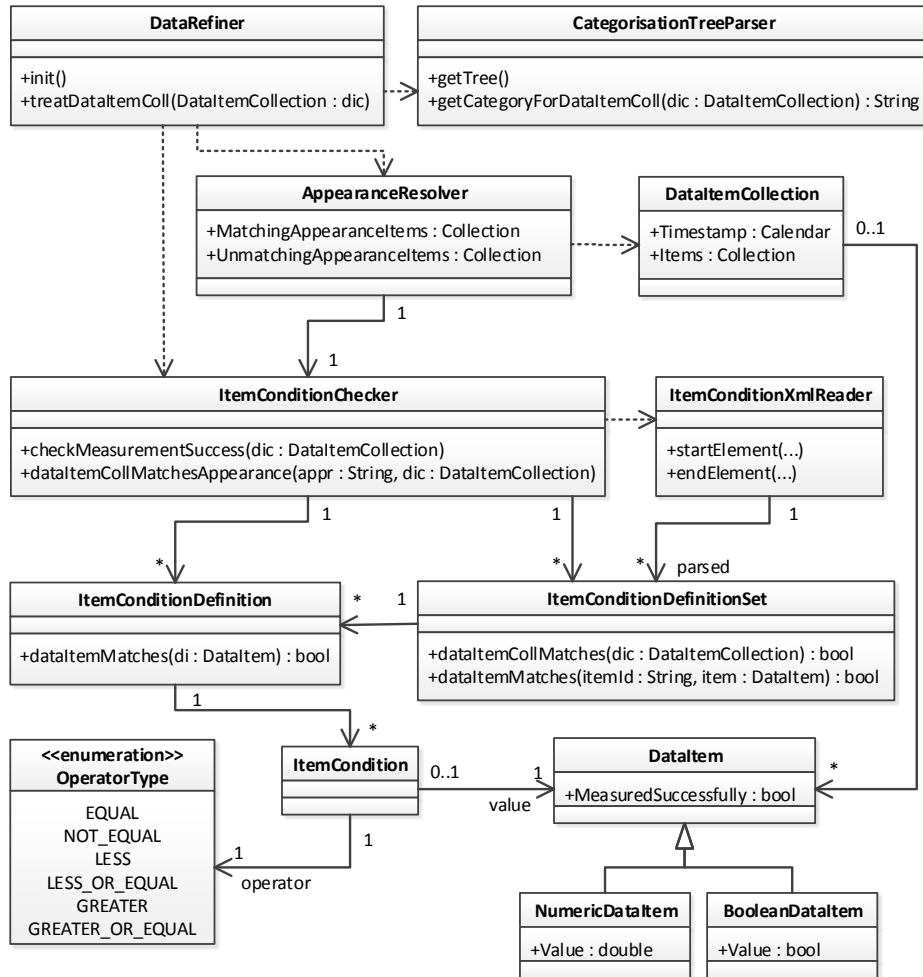 DataRefiner
+init()
+treatDataItemColl(DataItemCollection : dic)
CategorisationTreeParser
+getTree()
+getCategoryForDataItemColl(dic : DataItemCollection) : String
AppearanceResolver
+MatchingAppearanceItems : Collection
+UnmatchingAppearanceItems : Collection
DataItemCollection
+Timestamp : Calendar
+Items : Collection
0..1
1
1
ItemConditionChecker
+checkMeasurementSuccess(dic : DataItemCollection)
+dataItemCollMatchesAppearance(appr : String, dic : DataItemCollection)
ItemConditionXmlReader
+startElement(...)
+endElement(...)
1
1
1
*
*
*
parsed
ItemConditionDefinition
+dataItemMatches(di : DataItem) : bool
*
1
ItemConditionDefinitionSet
+dataItemCollMatches(dic : DataItemCollection) : bool
+dataItemMatches(itemId : String, item : DataItem) : bool
1
*
<<enumeration>>
OperatorType
EQUAL
NOT_EQUAL
LESS
LESS_OR_EQUAL
GREATER
GREATER_OR_EQUAL
ItemCondition
0..1
1
value
1
1
operator
DataItem
+MeasuredSuccessfully : bool
*
NumericDataItem
+Value : double
BooleanDataItem
+Value : bool